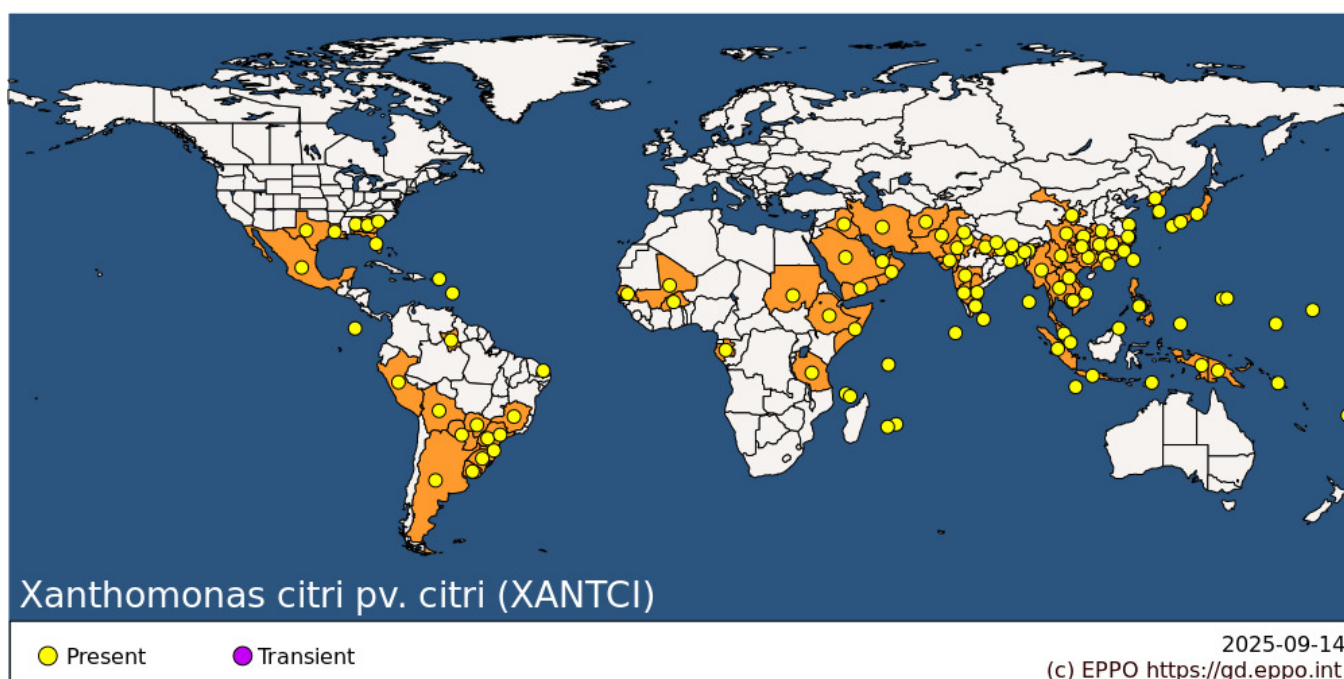 Xanthomonas citri pv. citri (XANTCI)
Present
Transient
2025-09-14
(c) EPPO https://gd.eppo.int